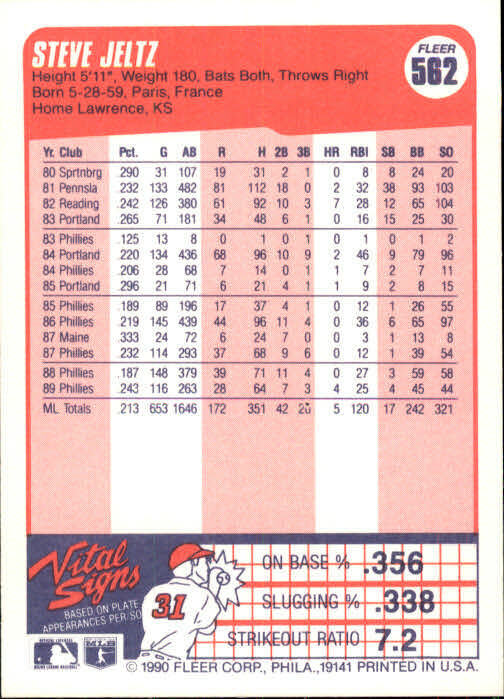 STEVE JELTZ
FLEER
562
Height 5'11", Weight 180, Bats Both, Throws Right
Born 5-28-59, Paris, France
Home Lawrence, KS
Yr. Club Pct. G AB R H 2B 3B HR RBI SB BB SO
80 Sprtnbrg .290 31 107 19 31 2 1 0 8 8 24 20
81 Pennsla .232 133 482 81 112 18 0 2 32 38 93 103
82 Reading .242 126 380 61 92 10 3 7 28 12 65 104
83 Portland .265 71 181 34 48 6 1 0 16 15 25 30
83 Phillies .125 13 8 0 1 0 1 0 1 0 1 2
84 Portland .220 134 436 68 96 10 9 2 46 9 79 96
84 Phillies .206 28 68 7 14 0 1 1 7 2 7 11
85 Portland .296 21 71 6 21 4 1 1 9 2 8 15
85 Phillies .189 89 196 17 37 4 1 0 12 1 26 55
86 Phillies .219 145 439 44 96 11 4 0 36 6 65 97
87 Maine .333 24 72 6 24 7 0 0 3 1 13 8
87 Phillies .232 114 293 37 68 9 6 0 12 1 39 54
88 Phillies .187 148 379 39 71 11 4 0 27 3 59 58
89 Phillies .243 116 263 28 64 7 3 4 25 4 45 44
ML Totals .213 653 1646 172 351 42 20 5 120 17 242 321
Vital Signs
BASED ON PLATE
APPEARANCES PER/SO
31
ON BASE % .356
SLUGGING % .338
STRIKEOUT RATIO 7.2
© 1990 FLEER CORP., PHILA., 19141 PRINTED IN U.S.A.